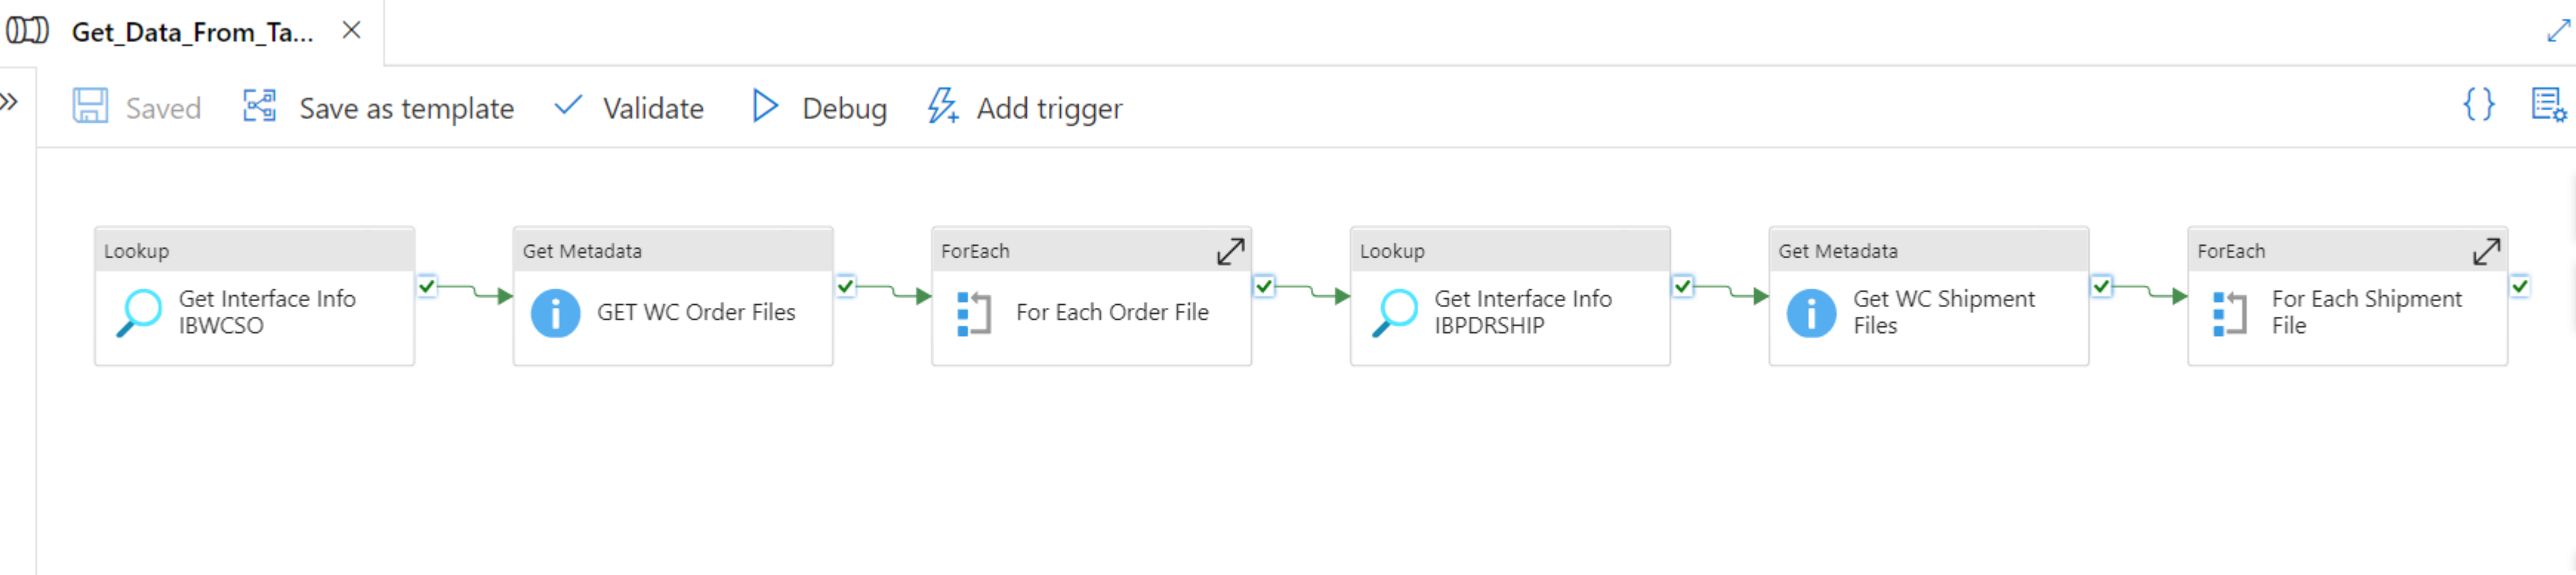 Get_Data_From_Ta...
Saved
Save as template
Validate
Debug
Add trigger
Lookup
Get Interface Info
IBWCSO
Get Metadata
GET WC Order Files
ForEach
For Each Order File
Lookup
Get Interface Info
IBPDRSHIP
Get Metadata
Get WC Shipment
Files
ForEach
For Each Shipment
File